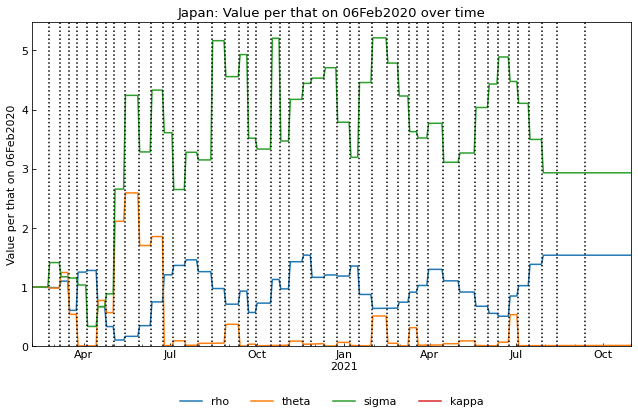 Japan: Value per that on 06Feb2020 over time
Value per that on 06Feb2020
5
4
3
2
1
0
Apr Jul Oct Jan Apr Jul Oct
2021
rho theta sigma kappa